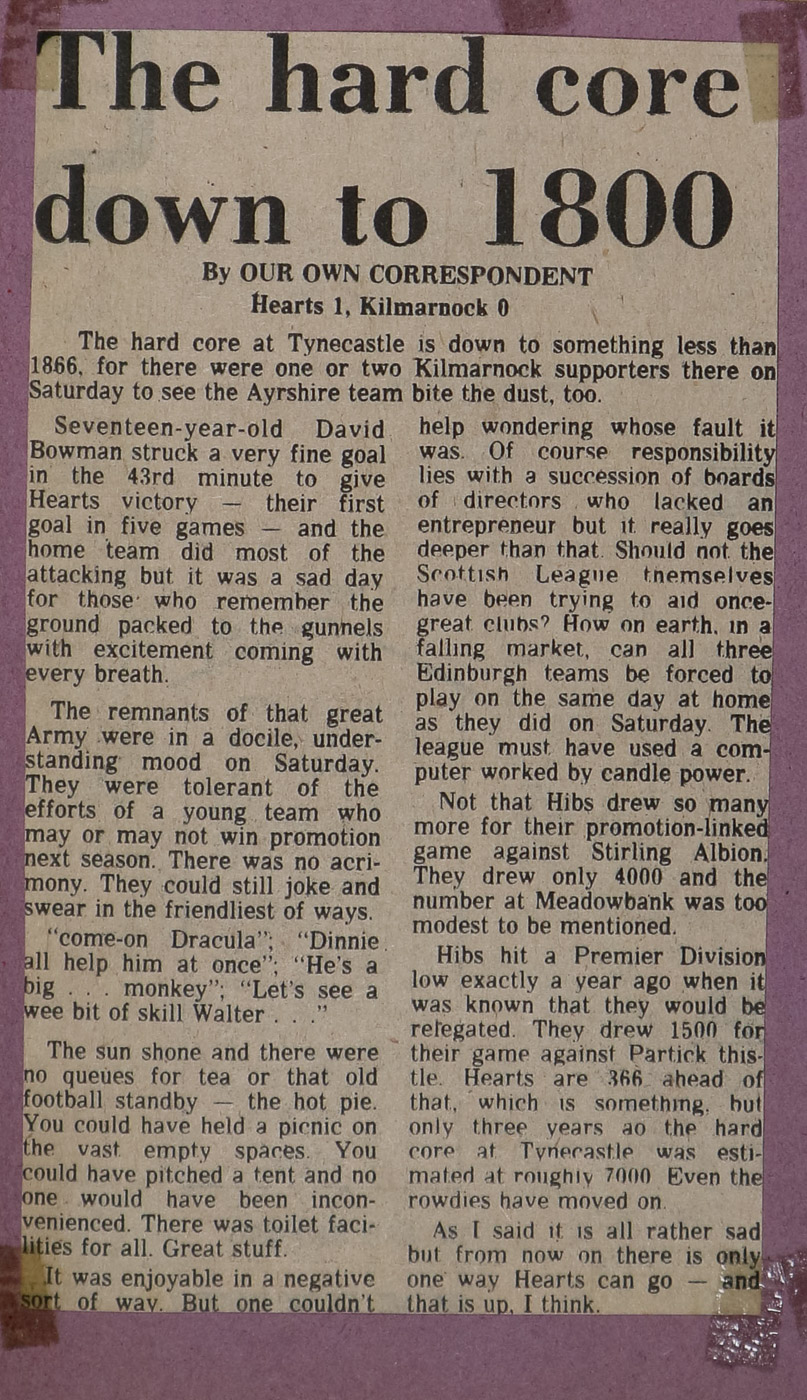 The hard core
down to 1800
By OUR OWN CORRESPONDENT
Hearts 1, Kilmarnock 0
The hard core at Tynecastle is down to something less than
1866, for there were one or two Kilmarnock supporters there on
Saturday to see the Ayrshire team bite the dust, too.
Seventeen-year-old David
Bowman struck a very fine goal
in the 43rd minute to give
Hearts victory — their first
goal in five games — and the
home team did most of the
attacking but it was a sad day
for those who remember the
ground packed to the gunnels
with excitement coming with
every breath.
The remnants of that great
Army were in a docile, under-
standing mood on Saturday.
They were tolerant of the
efforts of a young team who
may or may not win promotion
next season. There was no acri-
mony. They could still joke and
swear in the friendliest of ways.
"come-on Dracula"; "Dinnie
all help him at once"; "He's a
big . . . monkey"; "Let's see a
wee bit of skill Walter . . ."
The sun shone and there were
no queues for tea or that old
football standby — the hot pie.
You could have held a picnic on
the vast empty spaces. You
could have pitched a tent and no
one would have been incon-
venienced. There was toilet faci-
lities for all. Great stuff.
It was enjoyable in a negative
sort of way. But one couldn't
help wondering whose fault it
was. Of course responsibility
lies with a succession of boards
of directors who lacked an
entrepreneur but it really goes
deeper than that. Should not the
Scottish League themselves
have been trying to aid once-
great clubs? How on earth, in a
falling market, can all three
Edinburgh teams be forced to
play on the same day at home
as they did on Saturday. The
league must have used a com-
puter worked by candle power.
Not that Hibs drew so many
more for their promotion-linked
game against Stirling Albion.
They drew only 4000 and the
number at Meadowbank was too
modest to be mentioned.
Hibs hit a Premier Division
low exactly a year ago when it
was known that they would be
relegated. They drew 1500 for
their game against Partick this-
tle. Hearts are 366 ahead of
that, which is something, but
only three years ao the hard
core at Tynecastle was esti-
mated at roughly 7000 Even the
rowdies have moved on.
As I said it is all rather sad
but from now on there is only
one way Hearts can go — and
that is up, I think.